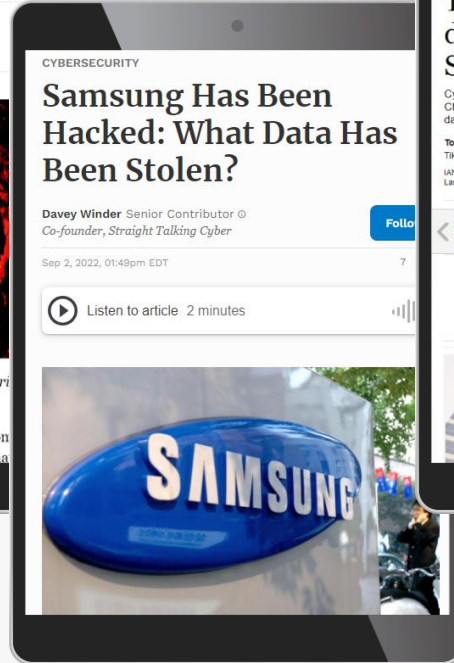 CYBERSECURITY
Samsung Has Been
Hacked: What Data Has
Been Stolen?
Davey Winder Senior Contributor
Co-founder, Straight Talking Cyber
Follo
Sep 2, 2022, 01:49pm EDT
7
Listen to article 2 minutes
SAMSUNG